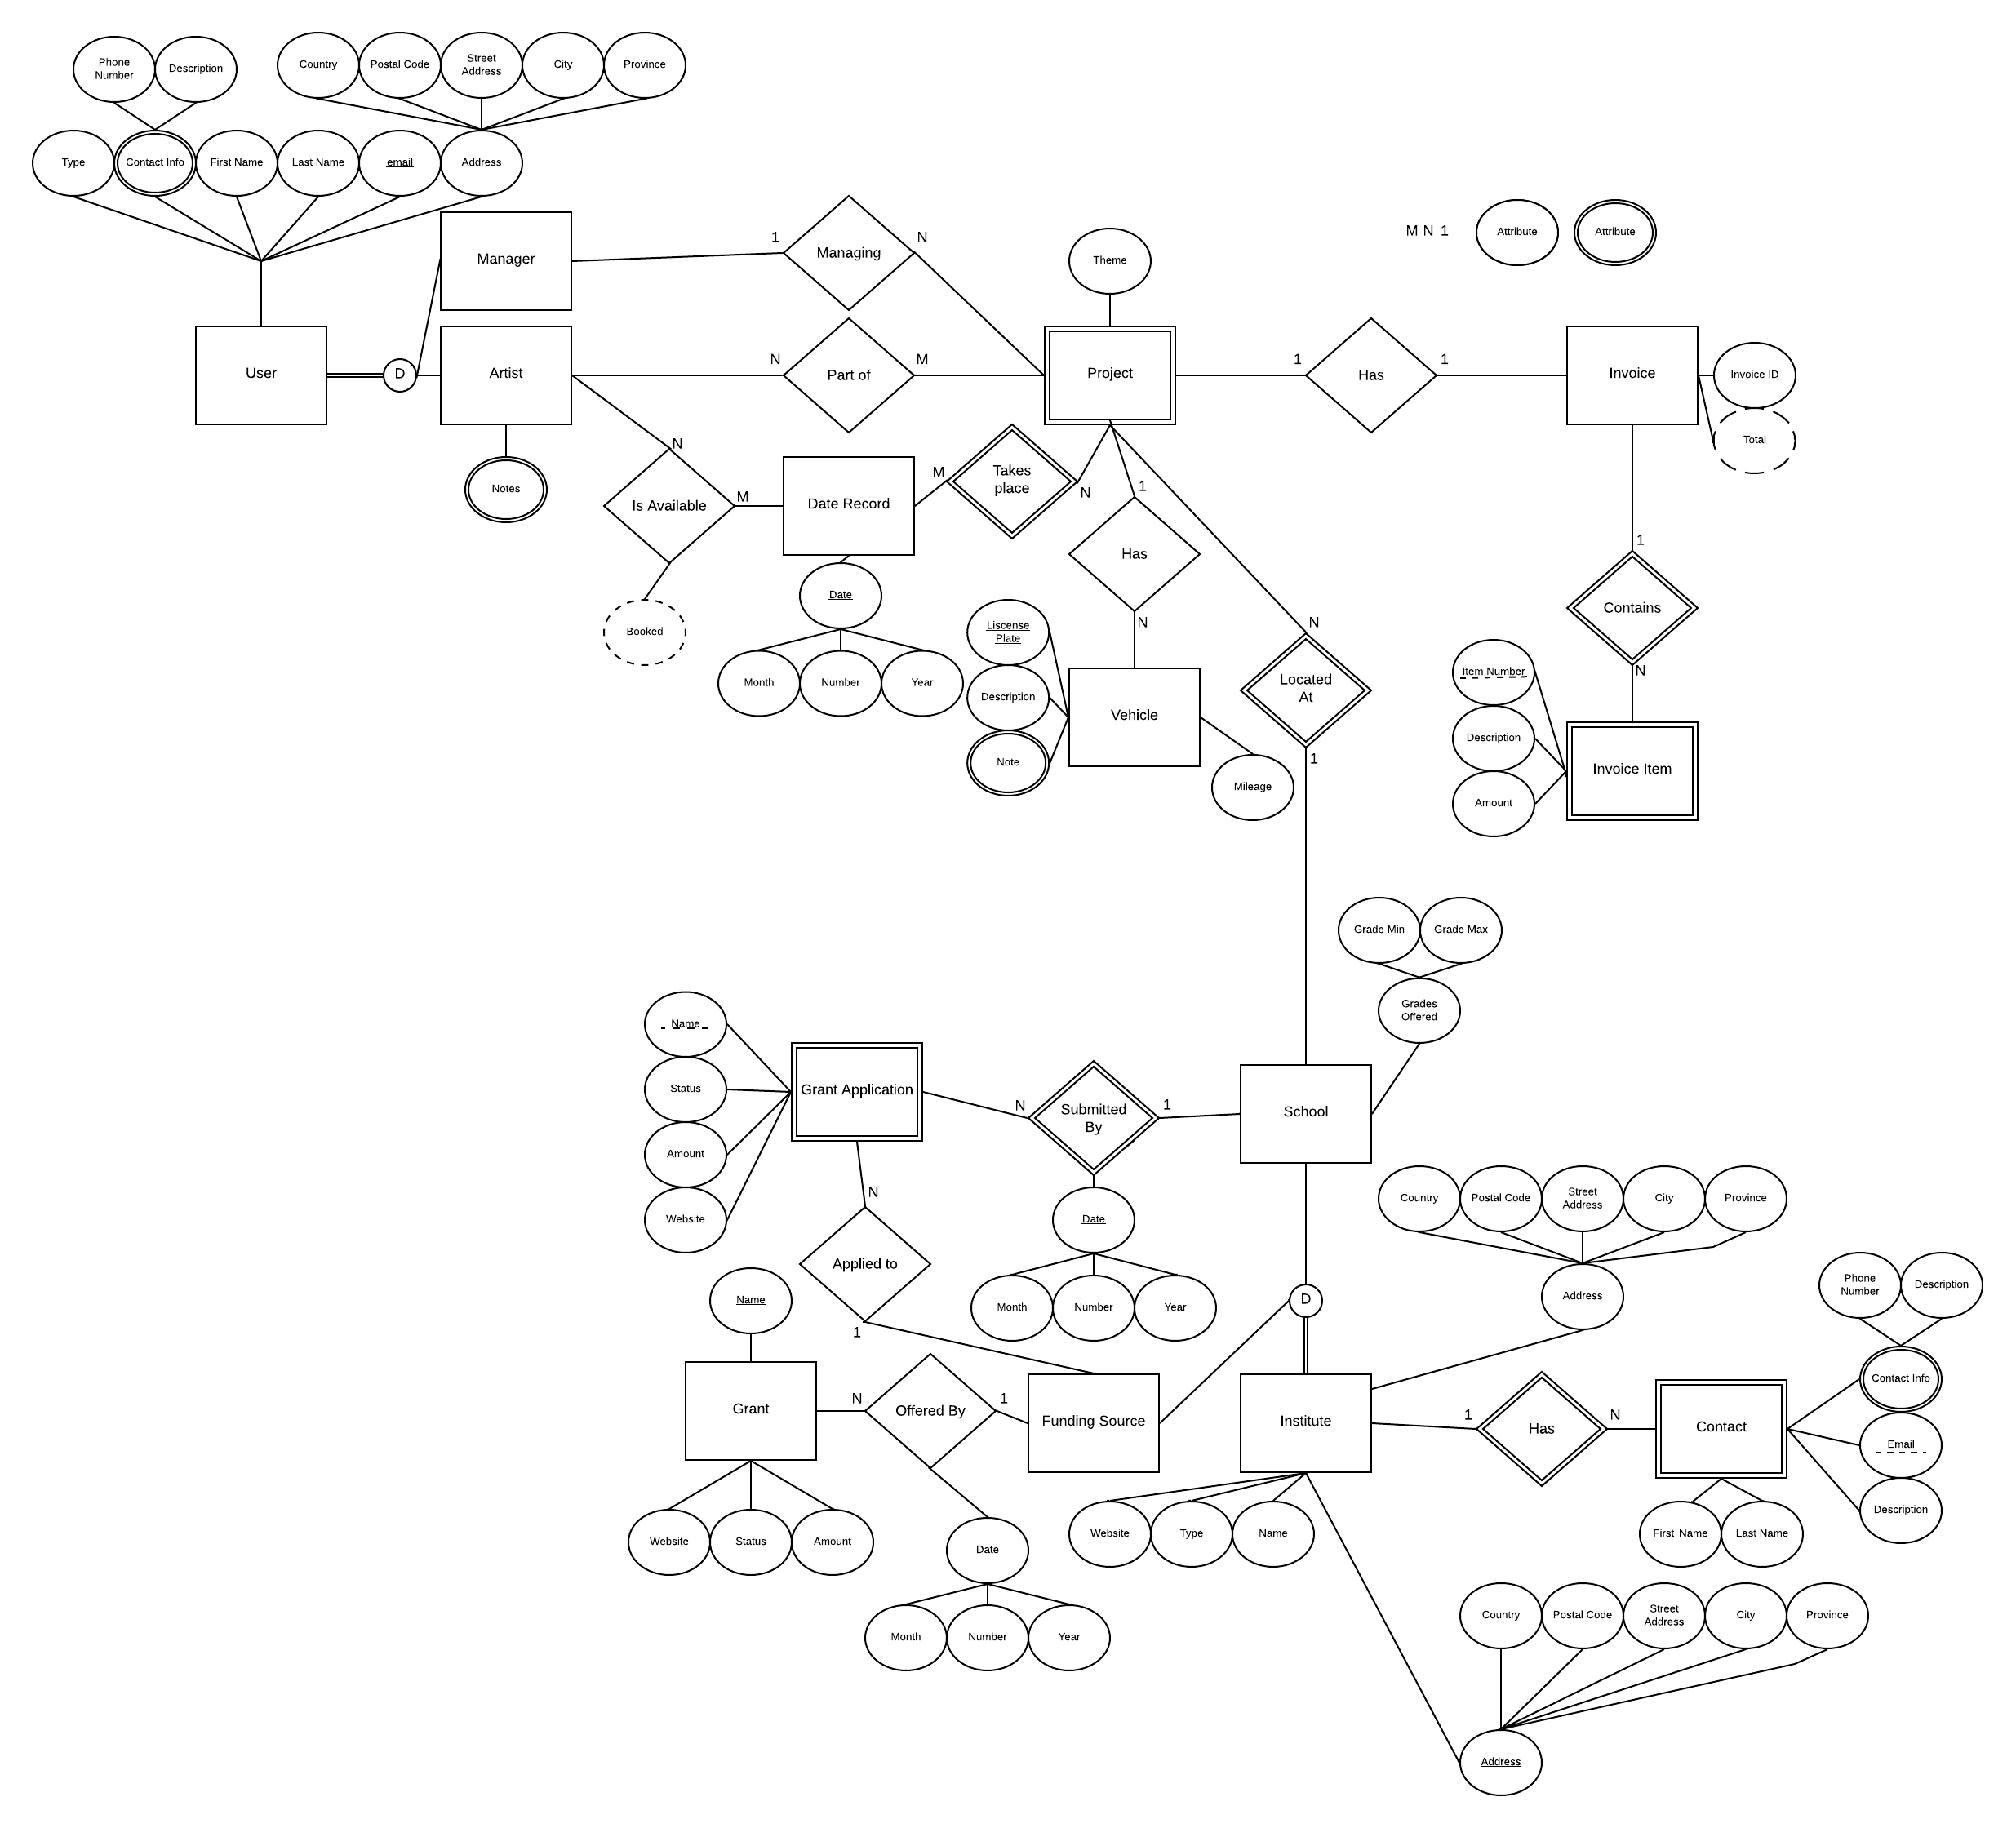 Phone
Number
Description
Country
Postal Code
Street
Address
City
Province
Type
Contact Info
First Name
Last Name
email
Address
Manager
1
Managing
N
Theme
M N 1
Attribute
Attribute
User
D
Artist
N
Part of
M
Project
1
Has
1
Invoice
Invoice ID
Total
Notes
N
Is Available
M
Date Record
M
Takes
place
N
1
Has
N
Booked
Date
Month
Number
Year
Liscense
Plate
Description
Note
Vehicle
Mileage
N
Located
At
1
1
Contains
N
Item Number
Description
Amount
Invoice Item
Grade Min
Grade Max
Grades
Offered
Name
Status
Amount
Website
Grant Application
N
Submitted
By
1
School
Date
Month
Number
Year
N
Applied to
1
Country
Postal Code
Street
Address
City
Province
Address
D
Name
Grant
N
Offered By
1
Funding Source
Institute
1
Has
N
Contact
Phone
Number
Description
Contact Info
Email
Description
First Name
Last Name
Website
Status
Amount
Date
Month
Number
Year
Website
Type
Name
Country
Postal Code
Street
Address
City
Province
Address